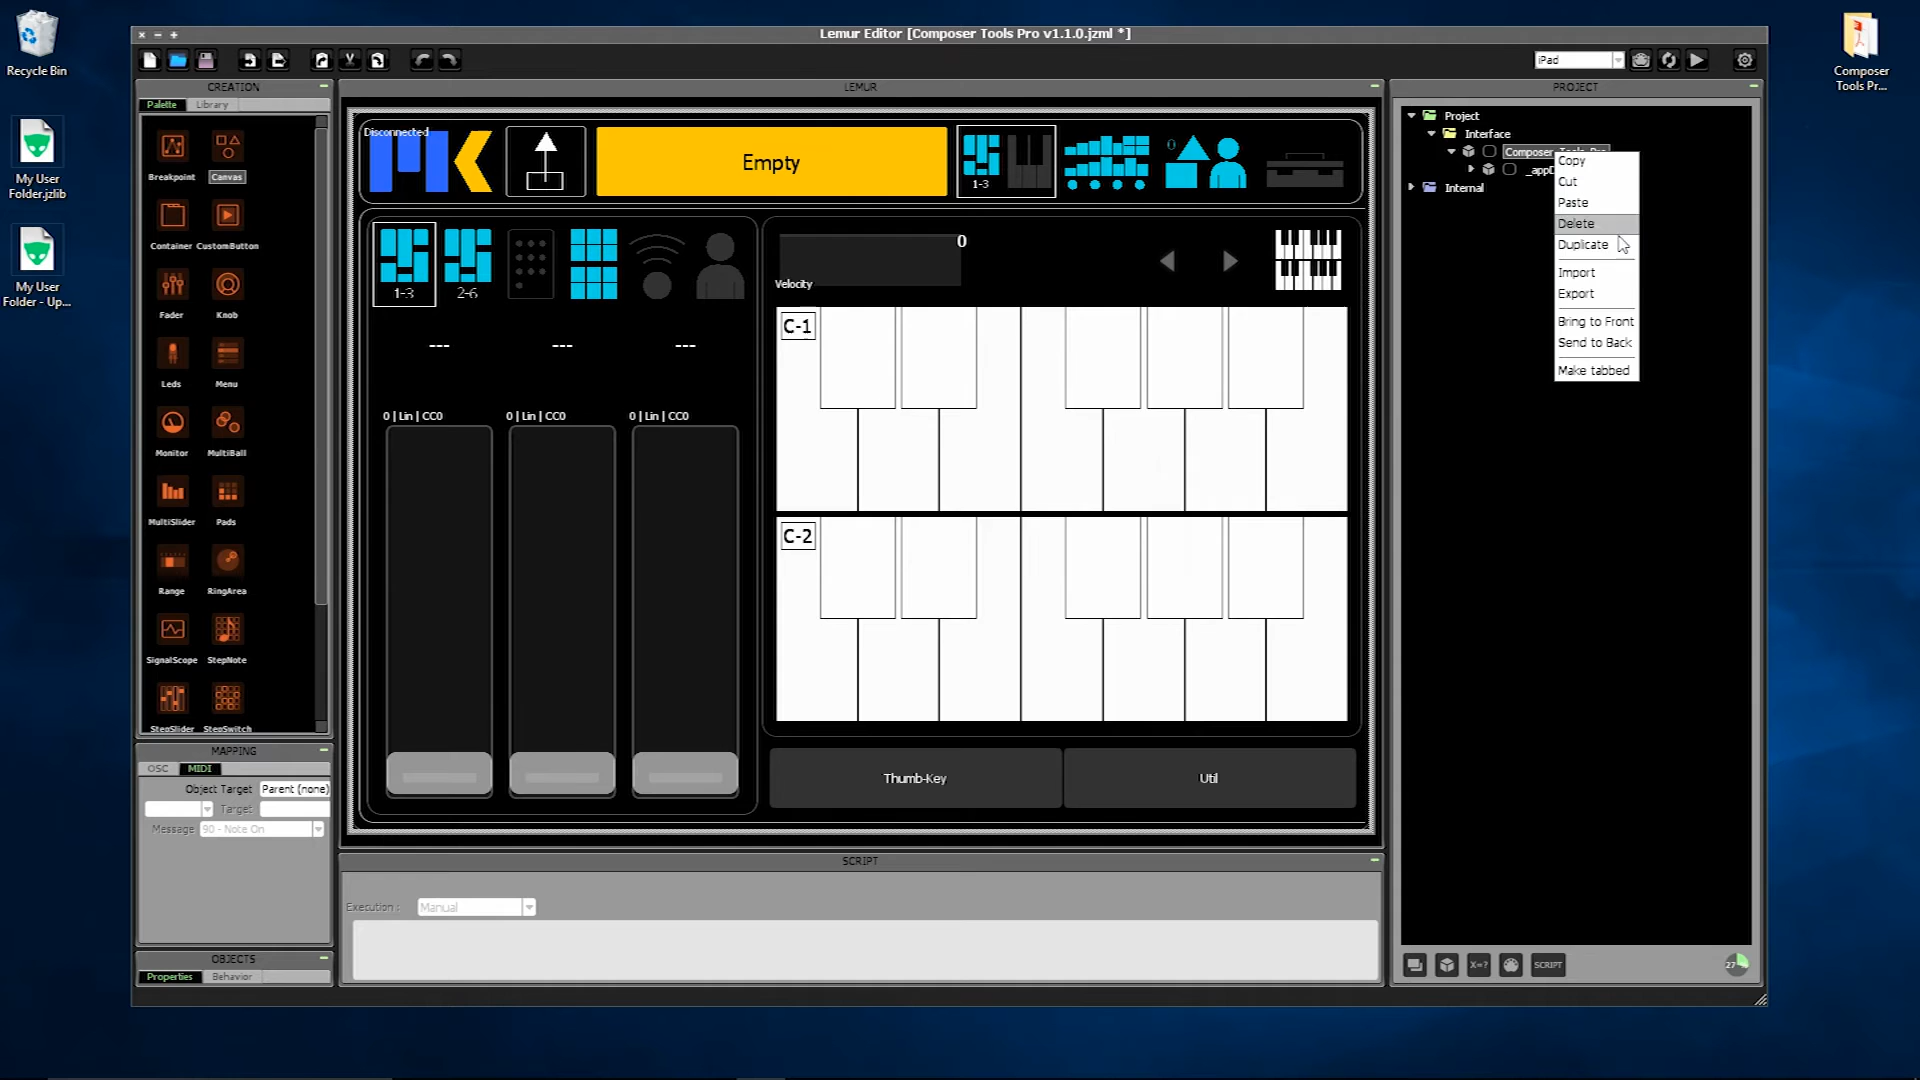 Lemur Editor [Composer Tools Pro v1.1.0.jzml *]
Recycle Bin
My User
Folder.jzlib
My User
Folder - Up...
Composer
Tools Pr...
iPad
CREATION
Palette
Library
Breakpoint
Canvas
Container
CustomButton
Fader
Knob
Leds
Menu
Monitor
MultiBall
MultiSlider
Pads
Range
RingArea
SignalScope
StepNote
StepSlider
StepSwitch
MAPPING
OSC
MIDI
Object Target
Parent (none)
Target
Message
90 - Note On
OBJECTS
Properties
Behavior
LEMUR
Disconnected
Empty
1-3
0
1-3
2-6
0
Velocity
---
---
---
0 | Lin | CC0
0 | Lin | CC0
0 | Lin | CC0
C-1
C-2
Thumb-Key
Util
SCRIPT
Execution :
Manual
PROJECT
Project
Interface
Composer_Tools_Pro
_appD
Internal
Copy
Cut
Paste
Delete
Duplicate
Import
Export
Bring to Front
Send to Back
Make tabbed
X=?
SCRIPT